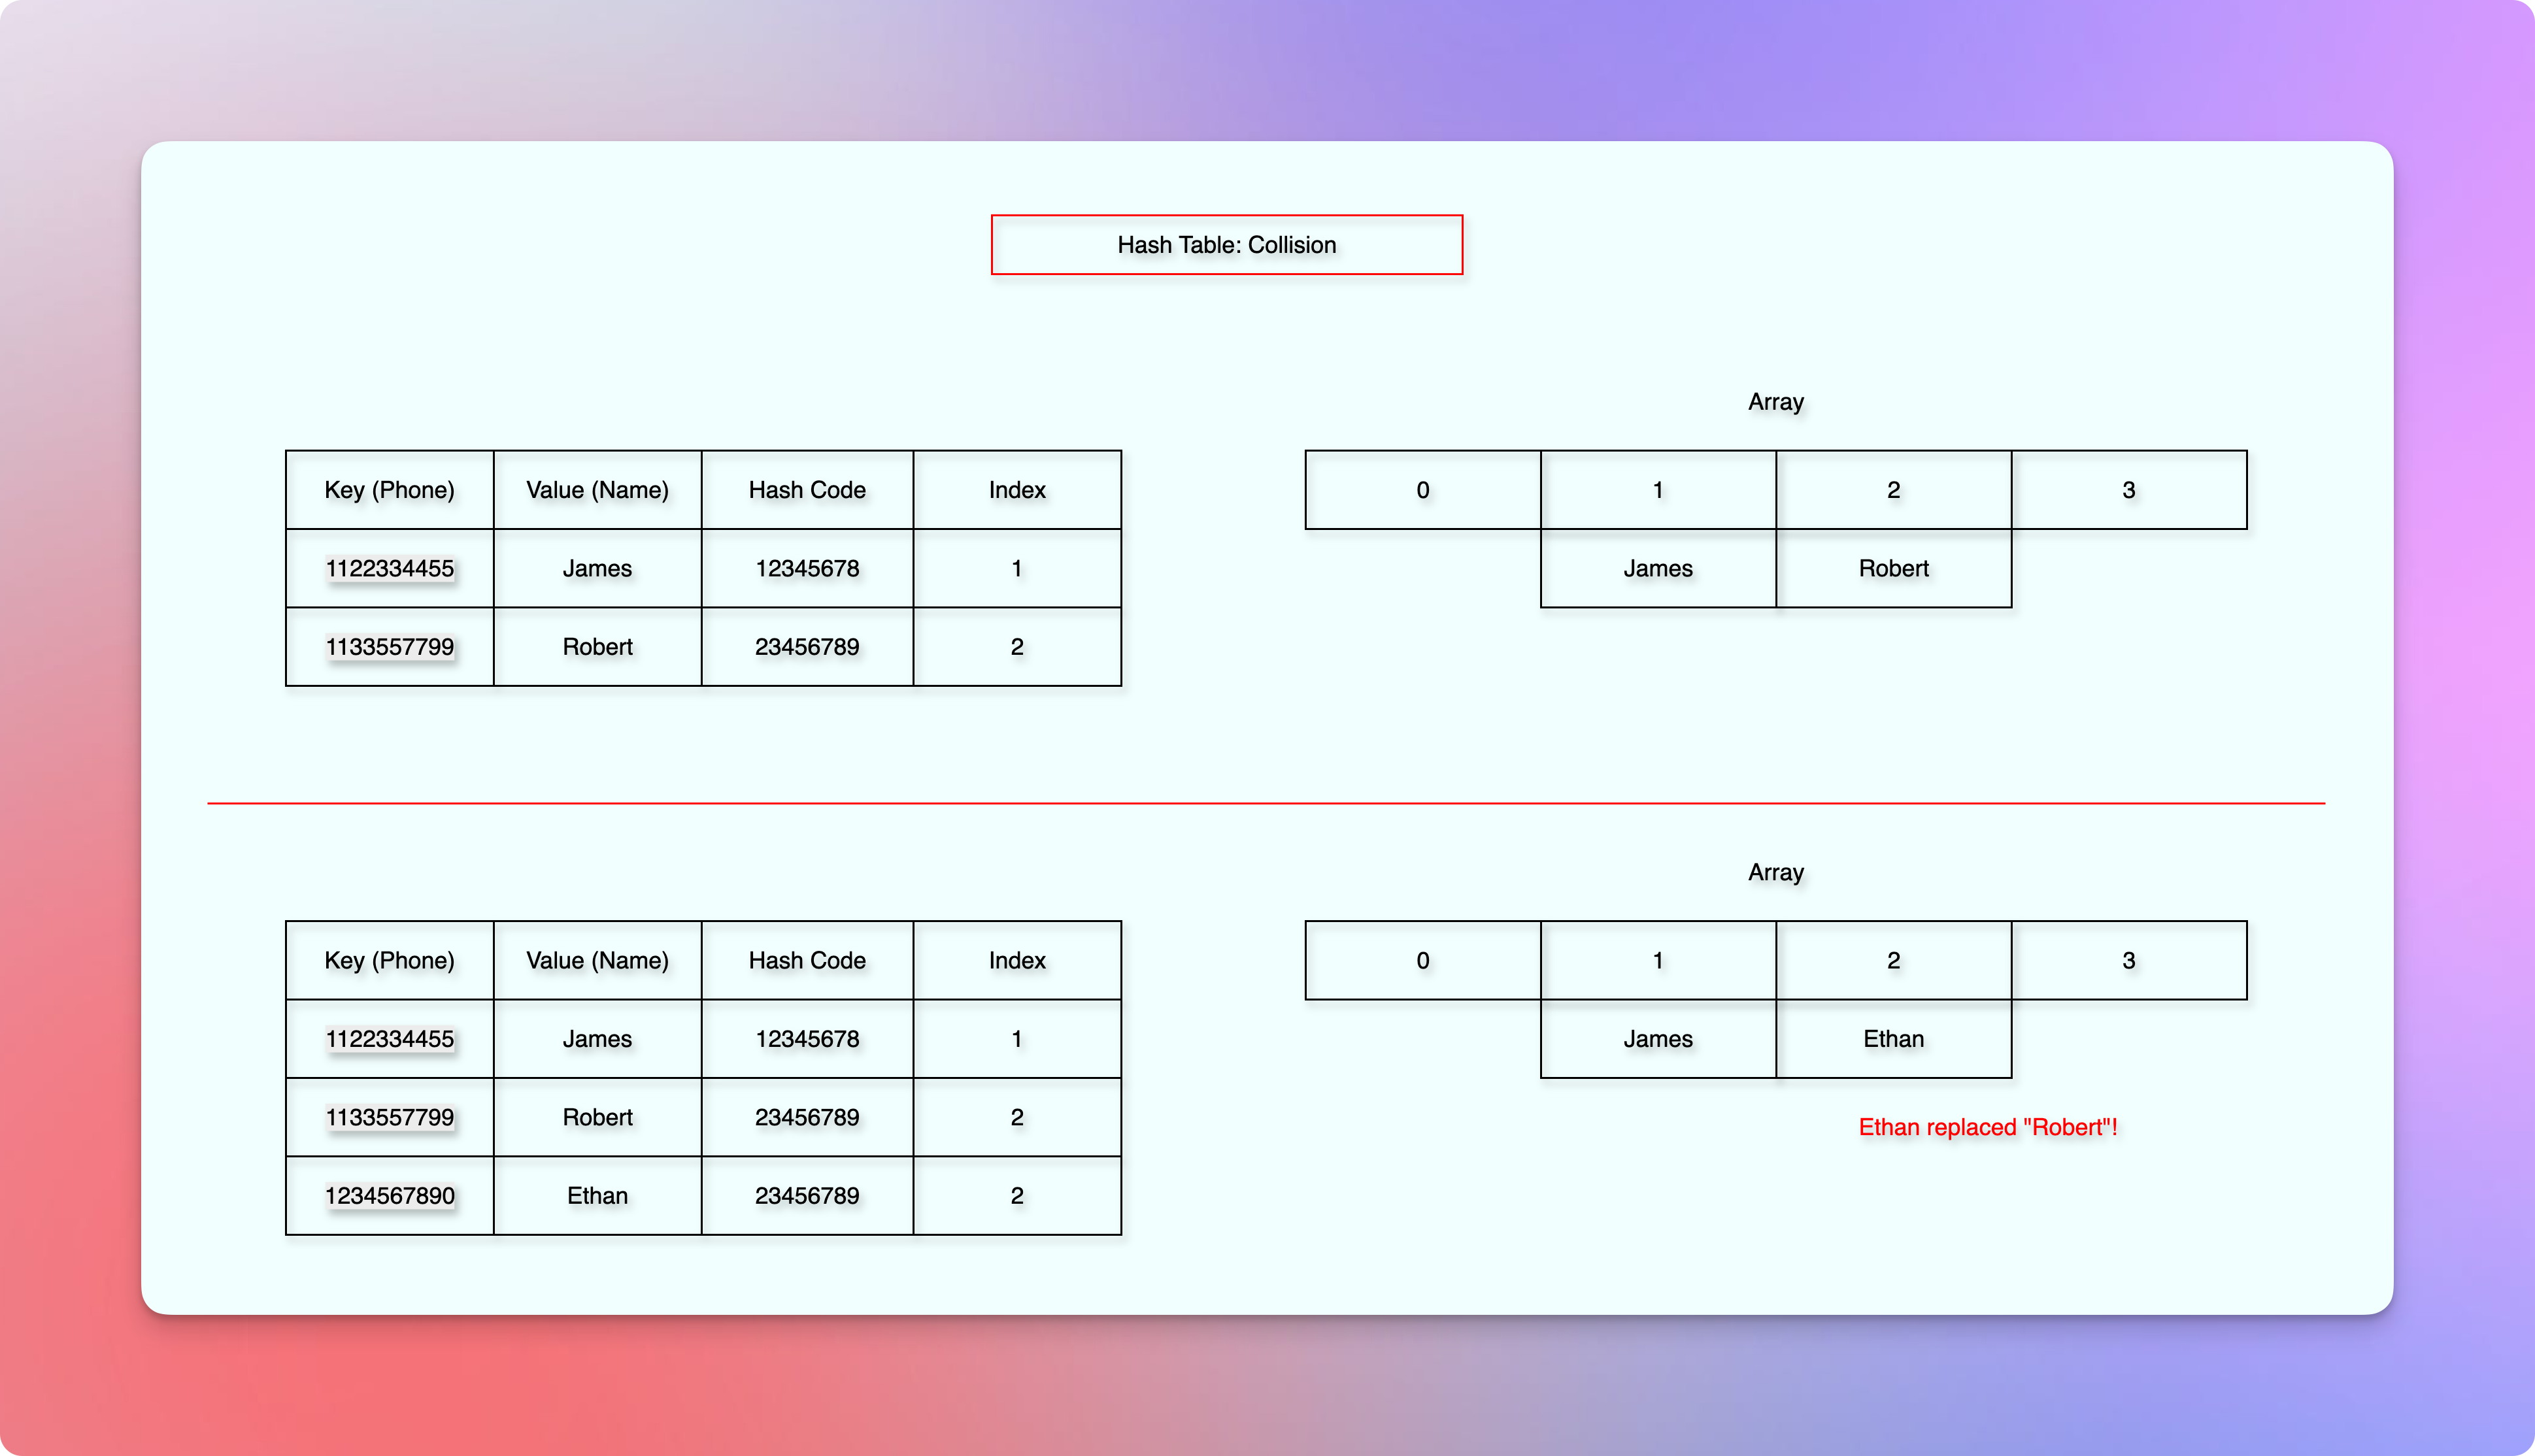 Hash Table: Collision
Array
Key (Phone) Value (Name) Hash Code Index
1122334455 James 12345678 1
1133557799 Robert 23456789 2
0 1 2 3
James Robert
Array
Key (Phone) Value (Name) Hash Code Index
1122334455 James 12345678 1
1133557799 Robert 23456789 2
1234567890 Ethan 23456789 2
0 1 2 3
James Ethan
Ethan replaced "Robert"!